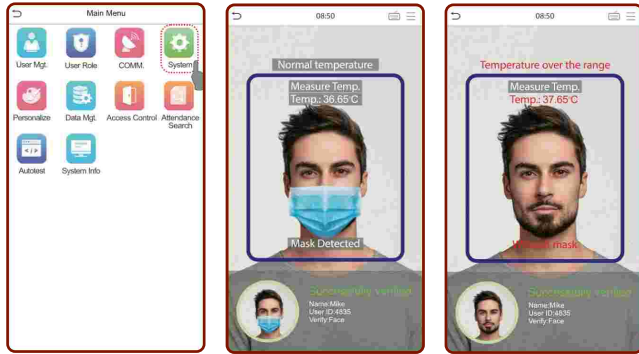 Main Menu
User Mgt.
User Role
COMM.
System
Personalize
Data Mgt.
Access Control
Attendance
Search
Autotest
System Info
08:50
Normal temperature
Measure Temp.
Temp.: 36.65°C
Mask Detected
Successfully verified
Name:Mike
User ID:4835
Verify:Face
08:50
Temperature over the range
Measure Temp.
Temp.: 37.65°C
Without mask
Successfully verified
Name:Mike
User ID:4835
Verify:Face